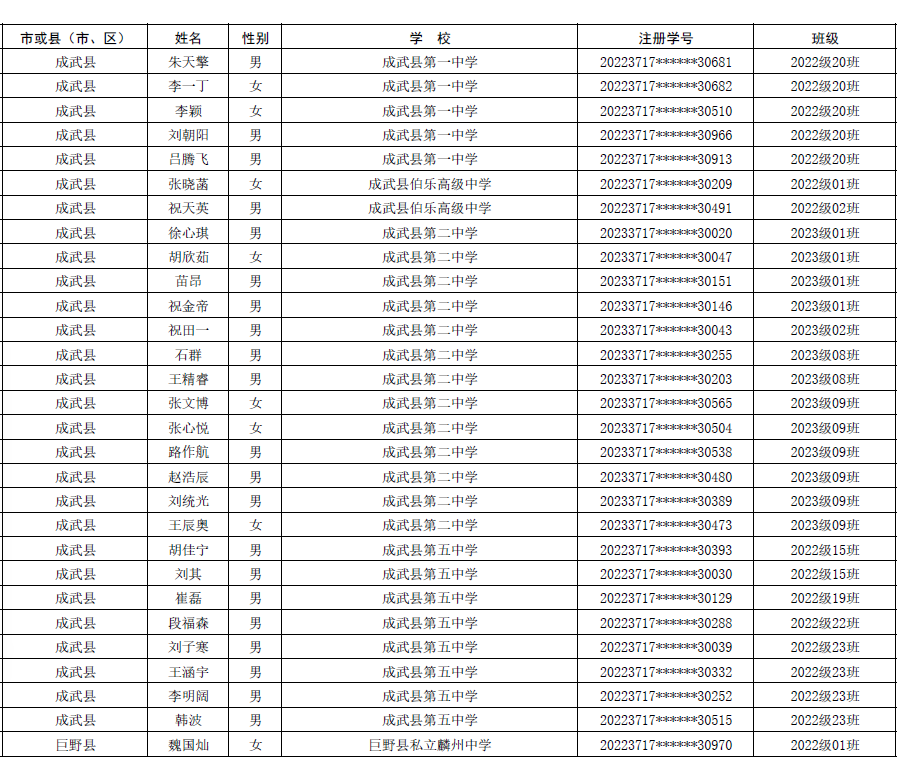 市或县（市、区） 姓名 性别 学 校 注册学号 班级
成武县 朱天擎 男 成武县第一中学 20223717******30681 2022级20班
成武县 李一丁 女 成武县第一中学 20223717******30682 2022级20班
成武县 李颖 女 成武县第一中学 20223717******30510 2022级20班
成武县 刘朝阳 男 成武县第一中学 20223717******30966 2022级20班
成武县 吕腾飞 男 成武县第一中学 20223717******30913 2022级20班
成武县 张晓菡 女 成武县伯乐高级中学 20223717******30209 2022级01班
成武县 祝天英 男 成武县伯乐高级中学 20223717******30491 2022级02班
成武县 徐心琪 男 成武县第二中学 20233717******30020 2023级01班
成武县 胡欣茹 女 成武县第二中学 20233717******30047 2023级01班
成武县 苗昂 男 成武县第二中学 20233717******30151 2023级01班
成武县 祝金帝 男 成武县第二中学 20233717******30146 2023级01班
成武县 祝田一 男 成武县第二中学 20233717******30043 2023级02班
成武县 石群 男 成武县第二中学 20233717******30255 2023级08班
成武县 王精睿 男 成武县第二中学 20233717******30203 2023级08班
成武县 张文博 女 成武县第二中学 20233717******30565 2023级09班
成武县 张心悦 女 成武县第二中学 20233717******30504 2023级09班
成武县 路作航 男 成武县第二中学 20233717******30538 2023级09班
成武县 赵浩辰 男 成武县第二中学 20233717******30480 2023级09班
成武县 刘统光 男 成武县第二中学 20233717******30389 2023级09班
成武县 王辰奥 女 成武县第二中学 20233717******30473 2023级09班
成武县 胡佳宁 男 成武县第五中学 20223717******30393 2022级15班
成武县 刘其 男 成武县第五中学 20223717******30030 2022级15班
成武县 崔磊 男 成武县第五中学 20223717******30129 2022级19班
成武县 段福森 男 成武县第五中学 20223717******30288 2022级22班
成武县 刘子寒 男 成武县第五中学 20223717******30039 2022级23班
成武县 王涵宇 男 成武县第五中学 20223717******30332 2022级23班
成武县 李明阔 男 成武县第五中学 20223717******30252 2022级23班
成武县 韩波 男 成武县第五中学 20223717******30515 2022级23班
巨野县 魏国灿 女 巨野县私立麟州中学 20223717******30970 2022级01班